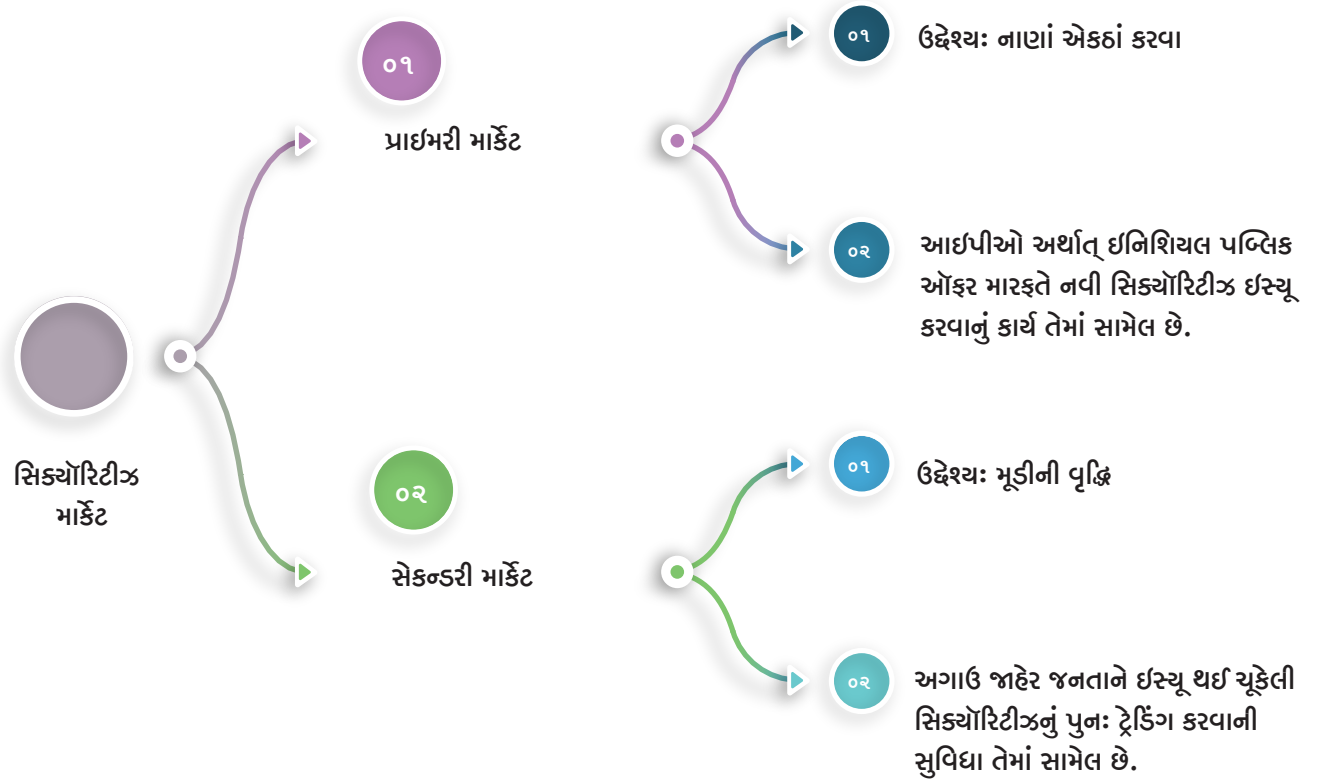 સિક્યૉરિટીઝ
માર્કેટ
૦૧
પ્રાઈમરી માર્કેટ
૦૧
ઉદ્દેશ્ય: નાણાં એકઠાં કરવા
૦૨
આઈપીઓ અર્થાત્ ઈનિશિયલ પબ્લિક
ઑફર મારફતે નવી સિક્યૉરિટીઝ ઈસ્યૂ
કરવાનું કાર્ય તેમાં સામેલ છે.
૦૨
સેકન્ડરી માર્કેટ
૦૧
ઉદ્દેશ્ય: મૂડીની વૃદ્ધિ
૦૨
અગાઉ જાહેર જનતાને ઈસ્યૂ થઈ ચૂકેલી
સિક્યૉરિટીઝનું પુન: ટ્રેડિંગ કરવાની
સુવિધા તેમાં સામેલ છે.